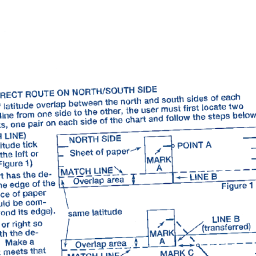 RECT ROUTE ON NORTH/SOUTH SIDE
latitude overlap between the north and south sides of each
line from one side to the other, the user must first locate two
s, one pair on each side of the chart and follow the steps below
LINE)
itude tick
the left or
Figure 1)
t has the de-
he edge of the
ce of paper
ould be com-
ond its edge).
or right so
th the de-
Make a
t meets that
NORTH SIDE
Sheet of paper
POINT A
MARK
A
MATCH LINE
Overlap area
LINE B
Figure 1
same latitude
LINE B
(transferred)
MARK
A
Overlap area
MATCH LINE
MARK C